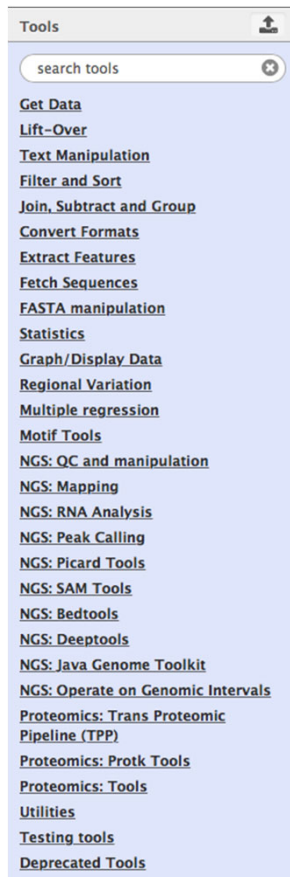 Tools
search tools
Get Data
Lift-Over
Text Manipulation
Filter and Sort
Join, Subtract and Group
Convert Formats
Extract Features
Fetch Sequences
FASTA manipulation
Statistics
Graph/Display Data
Regional Variation
Multiple regression
Motif Tools
NGS: QC and manipulation
NGS: Mapping
NGS: RNA Analysis
NGS: Peak Calling
NGS: Picard Tools
NGS: SAM Tools
NGS: Bedtools
NGS: Deeptools
NGS: Java Genome Toolkit
NGS: Operate on Genomic Intervals
Proteomics: Trans Proteomic
Pipeline (TPP)
Proteomics: Protk Tools
Proteomics: Tools
Utilities
Testing tools
Deprecated Tools